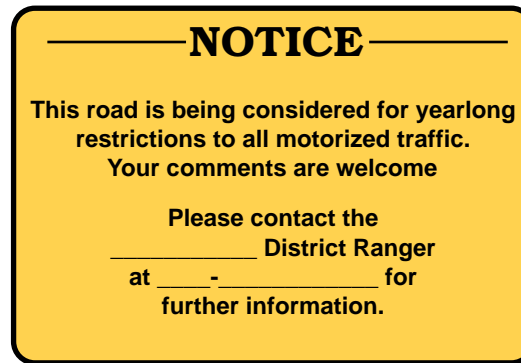 NOTICE
This road is being considered for yearlong
restrictions to all motorized traffic.
Your comments are welcome
Please contact the
___________ District Ranger
at ____-____________ for
further information.